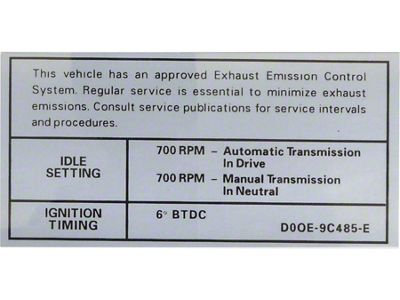 This vehicle has an approved Exhaust Emission Control
System. Regular service is essential to minimize exhaust
emissions. Consult service publications for service intervals
and procedures.
IDLE
SETTING
700 RPM – Automatic Transmission
In Drive
700 RPM – Manual Transmission
In Neutral
IGNITION
TIMING
6° BTDC
D0OE-9C485-E